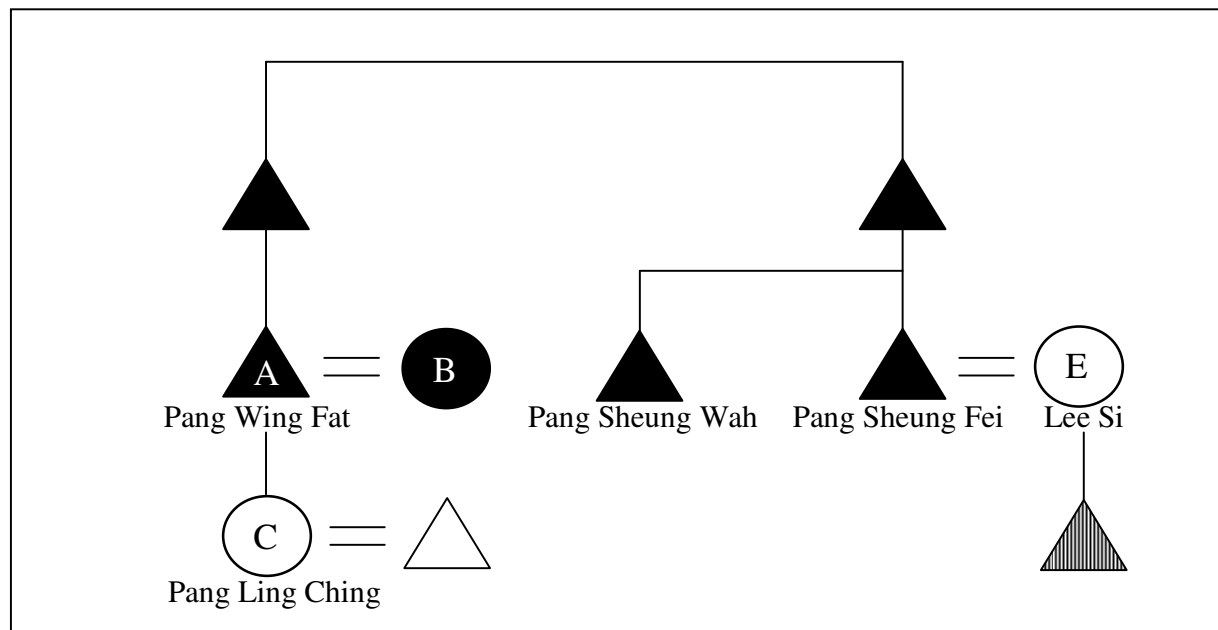 A
B
E
Pang Wing Fat
Pang Sheung Wah
Pang Sheung Fei
Lee Si
C
Pang Ling Ching